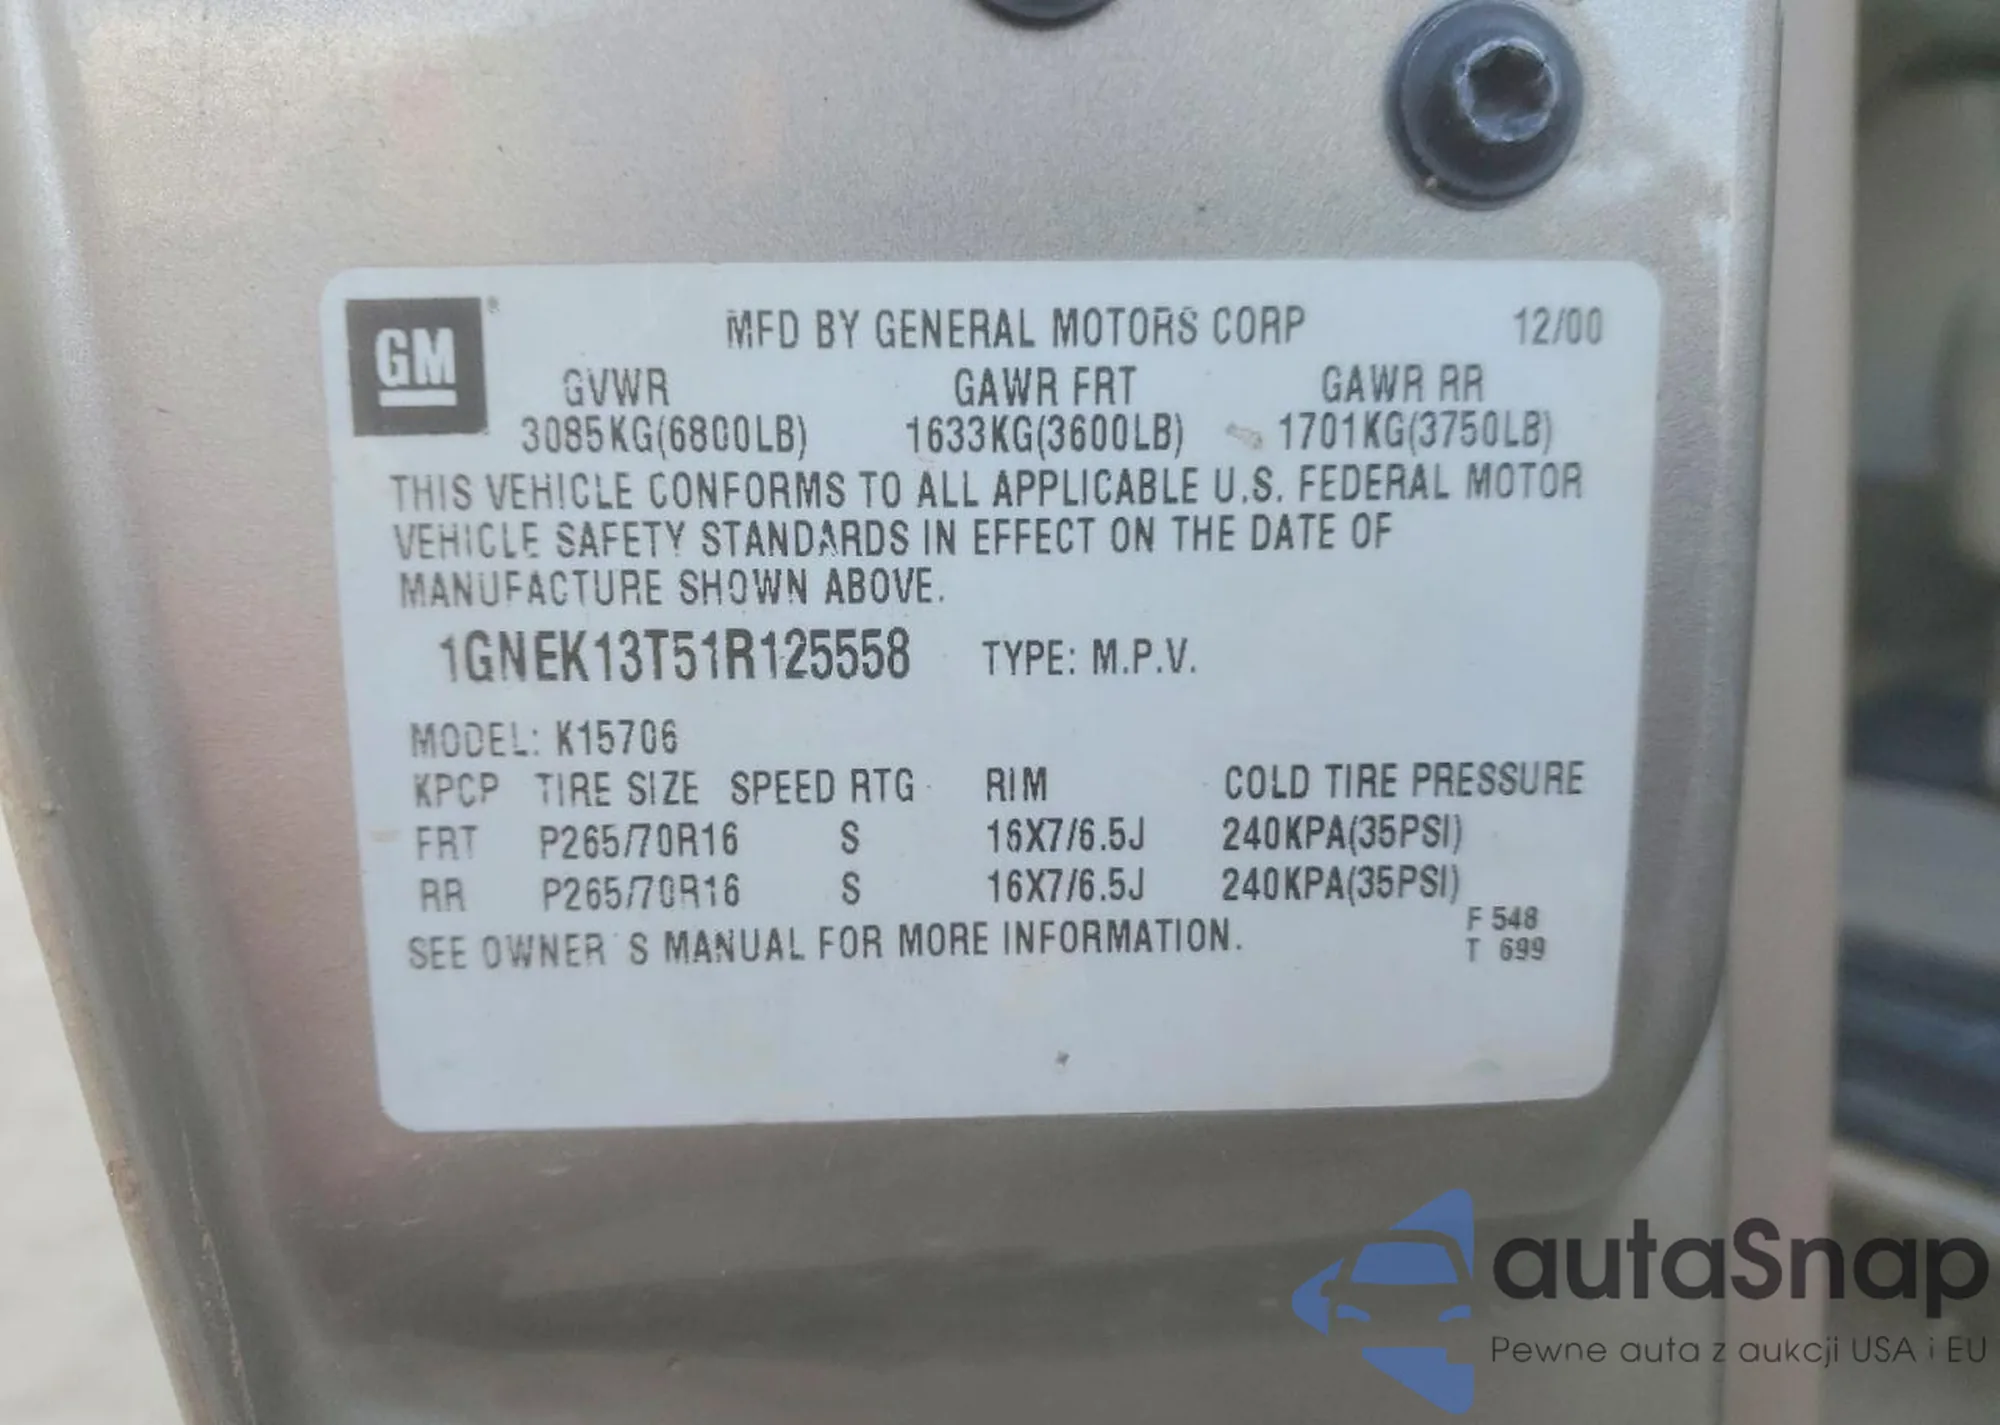 GM
MFD BY GENERAL MOTORS CORP 12/00
GVWR GAWR FRT GAWR RR
3085KG(6800LB) 1633KG(3600LB) 1701KG(3750LB)
THIS VEHICLE CONFORMS TO ALL APPLICABLE U.S. FEDERAL MOTOR
VEHICLE SAFETY STANDARDS IN EFFECT ON THE DATE OF
MANUFACTURE SHOWN ABOVE.
1GNEK13T51R125558 TYPE: M.P.V.
MODEL: K15706
KPCP TIRE SIZE SPEED RTG RIM COLD TIRE PRESSURE
FRT P265/70R16 S 16X7/6.5J 240KPA(35PSI)
RR P265/70R16 S 16X7/6.5J 240KPA(35PSI)
SEE OWNER'S MANUAL FOR MORE INFORMATION.
F 548
T 699
autaSnap
Pewne auta z aukcji USA i EU